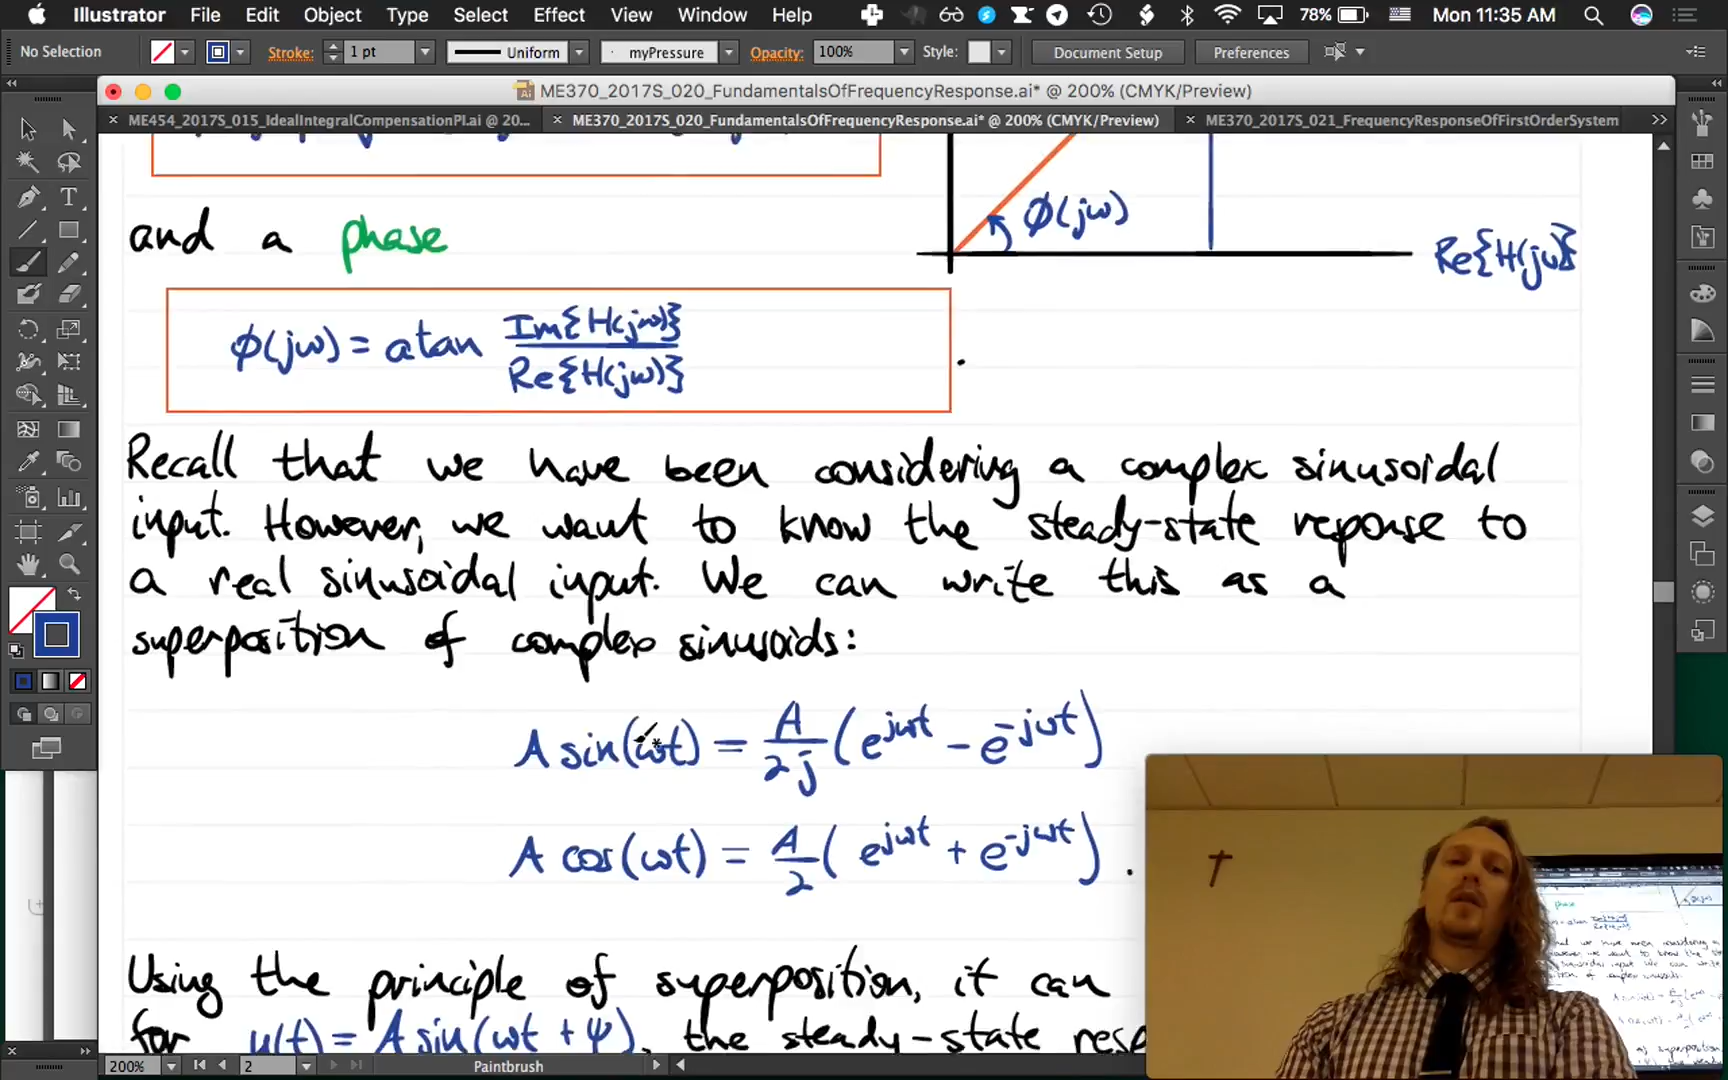 Illustrator File Edit Object Type Select Effect View Window Help 78% Mon 11:35 AM
No Selection Stroke: 1 pt Uniform myPressure Opacity: 100% Style: Document Setup Preferences
ME370_2017S_020_FundamentalsOfFrequencyResponse.ai* @ 200% (CMYK/Preview)
ME454_2017S_015_IdealIntegralCompensationPI.ai @ 20... ME370_2017S_020_FundamentalsOfFrequencyResponse.ai* @ 200% (CMYK/Preview) ME370_2017S_021_FrequencyResponseOfFirstOrderSystem
ϕ(jω)
Re{H(jω)}
and a phase
ϕ(jω) = atan Im{H(jω)} / Re{H(jω)} .
Recall that we have been considering a complex sinusoidal
input. However, we want to know the steady-state reponse to
a real sinusoidal input. We can write this as a
superposition of complex sinusoids:
A sin(ωt) = A/2j (e^jωt - e^-jωt)
A cos(ωt) = A/2 (e^jωt + e^-jωt) .
Using the principle of superposition, it can
for u(t) = A sin(ωt + ψ), the steady-state
200% 2 Paintbrush